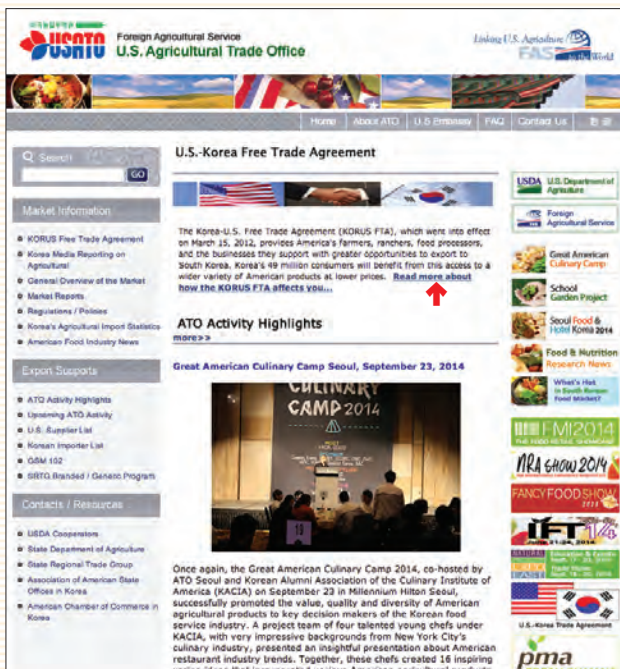 USATO
Foreign Agricultural Service
U.S. Agricultural Trade Office
Linking U.S. Agriculture
FAS
to the World
Home
About ATO
U.S Embassy
FAQ
Contact Us
Search
GO
Market Information
KORUS Free Trade Agreement
Korea Media Reporting on
Agricultural
General Overview of the Market
Market Reports
Regulations / Policies
Korea's Agricultural Import Statistics
American Food Industry News
Export Supports
ATO Activity Highlights
Upcoming ATO Activity
U.S. Supplier List
Korean Importer List
GSM 102
SRTG Branded / Generic Program
Contacts / Resources
USDA Cooperators
State Department of Agriculture
State Regional Trade Group
Association of American State
Offices in Korea
American Chamber of Commerce in
Korea
U.S.-Korea Free Trade Agreement
The Korea-U.S. Free Trade Agreement (KORUS FTA), which went into effect
on March 15, 2012, provides America's farmers, ranchers, food processors,
and the businesses they support with greater opportunities to export to
South Korea. Korea's 49 million consumers will benefit from this access to a
wider variety of American products at lower prices. Read more about
how the KORUS FTA affects you...
ATO Activity Highlights
more>>
Great American Culinary Camp Seoul, September 23, 2014
CULINARY
CAMP 2014
19
Once again, the Great American Culinary Camp 2014, co-hosted by
ATO Seoul and Korean Alumni Association of the Culinary Institute of
America (KACIA) on September 23 in Millennium Hilton Seoul,
successfully promoted the value, quality and diversity of American
agricultural products to key decision makers of the Korean food
service industry. A project team of four talented young chefs under
KACIA, with very impressive backgrounds from New York City's
culinary industry, presented an insightful presentation about American
restaurant industry trends. Together, these chefs created 16 inspiring
USDA
U.S. Department of
Agriculture
Foreign
Agricultural Service
Great American
Culinary Camp
School
Garden Project
Seoul Food &
Hotel Korea 2014
Food & Nutrition
Research News
What's Hot
in South Korean
Food Market?
FMI2014
THE FOOD RETAIL SHOWCASE
NRA SHOW 2014
FANCY FOOD SHOW
2014
IFT14
June 21-24, 2014
U.S.-Korea Trade Agreement
pma